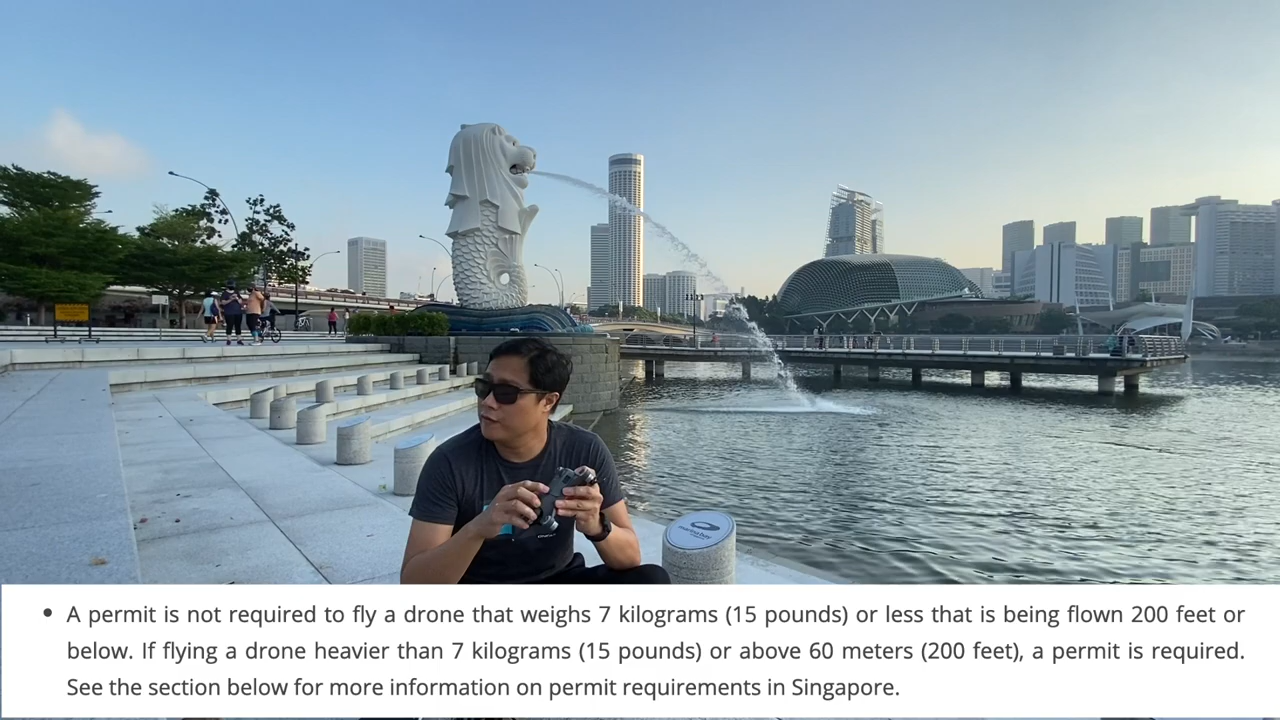 marina bay
• A permit is not required to fly a drone that weighs 7 kilograms (15 pounds) or less that is being flown 200 feet or
below. If flying a drone heavier than 7 kilograms (15 pounds) or above 60 meters (200 feet), a permit is required.
See the section below for more information on permit requirements in Singapore.